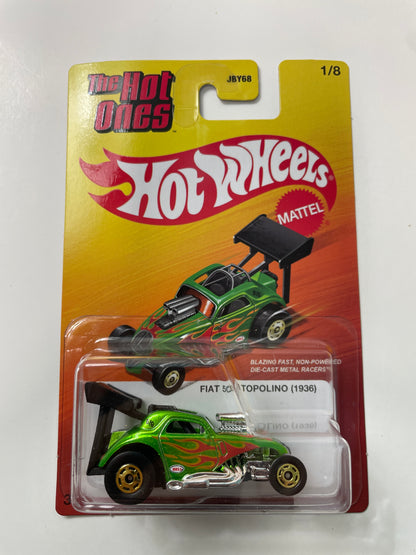 The Hot
Ones
JBY68
1/8
Hot Wheels
MATTEL
BLAZING FAST, NON-POWERED
DIE-CAST METAL RACERS
FIAT 500 TOPOLINO (1936)
3